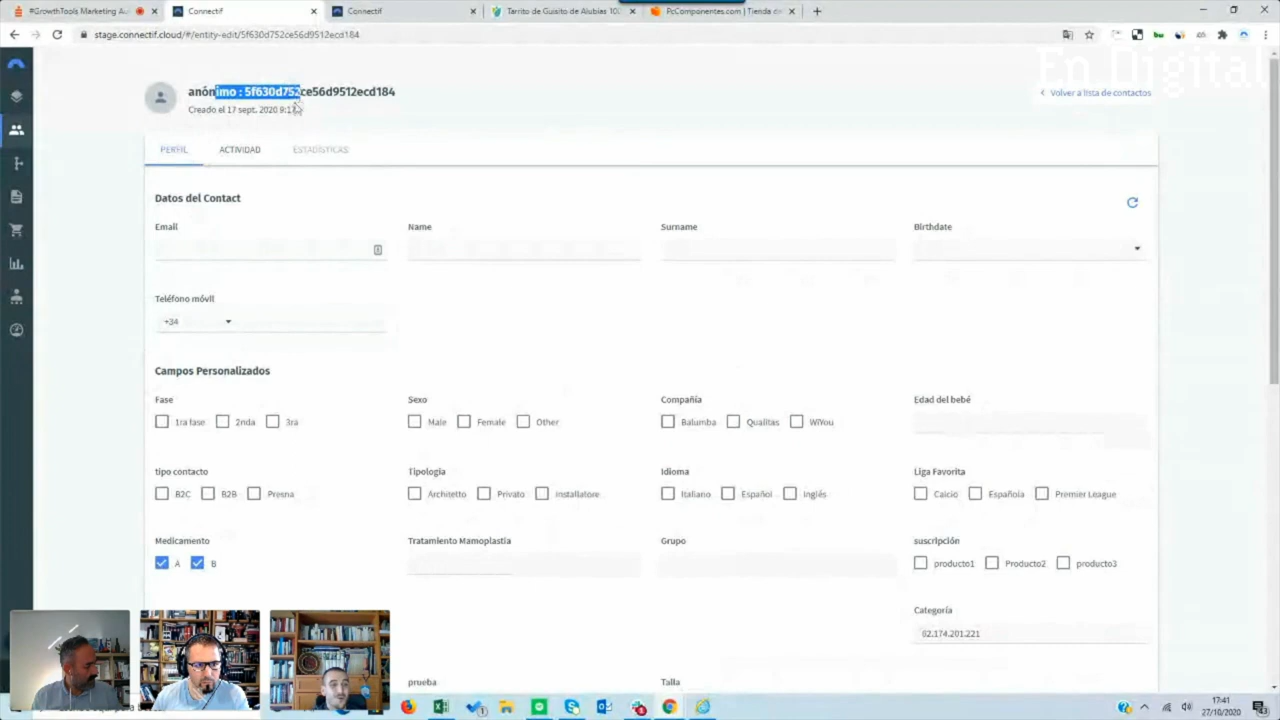 #GrowthTools Marketing Au
Connectif
Connectif
Tarrito de Guisito de Alubias 10
PcComponentes.com | Tienda d
stage.connectif.cloud/#/entity-edit/5f630d752ce56d9512ecd184
En Digital
anónimo : 5f630d752ce56d9512ecd184
Creado el 17 sept. 2020 9:17
Volver a lista de contactos
PERFIL
ACTIVIDAD
ESTADÍSTICAS
Datos del Contact
Email
Name
Surname
Birthdate
Teléfono móvil
+34
Campos Personalizados
Fase
Sexo
Compañía
Edad del bebé
1ra fase
2nda
3ra
Male
Female
Other
Balumba
Qualitas
WiYou
tipo contacto
Tipologia
Idioma
Liga Favorita
B2C
B2B
Presna
Architetto
Privato
Installatore
Italiano
Español
Inglés
Calcio
Española
Premier League
Medicamento
Tratamiento Mamoplastia
Grupo
suscripción
A
B
producto1
Producto2
producto3
Categoría
82.174.201.221
prueba
Talla
17:41
27/10/2020